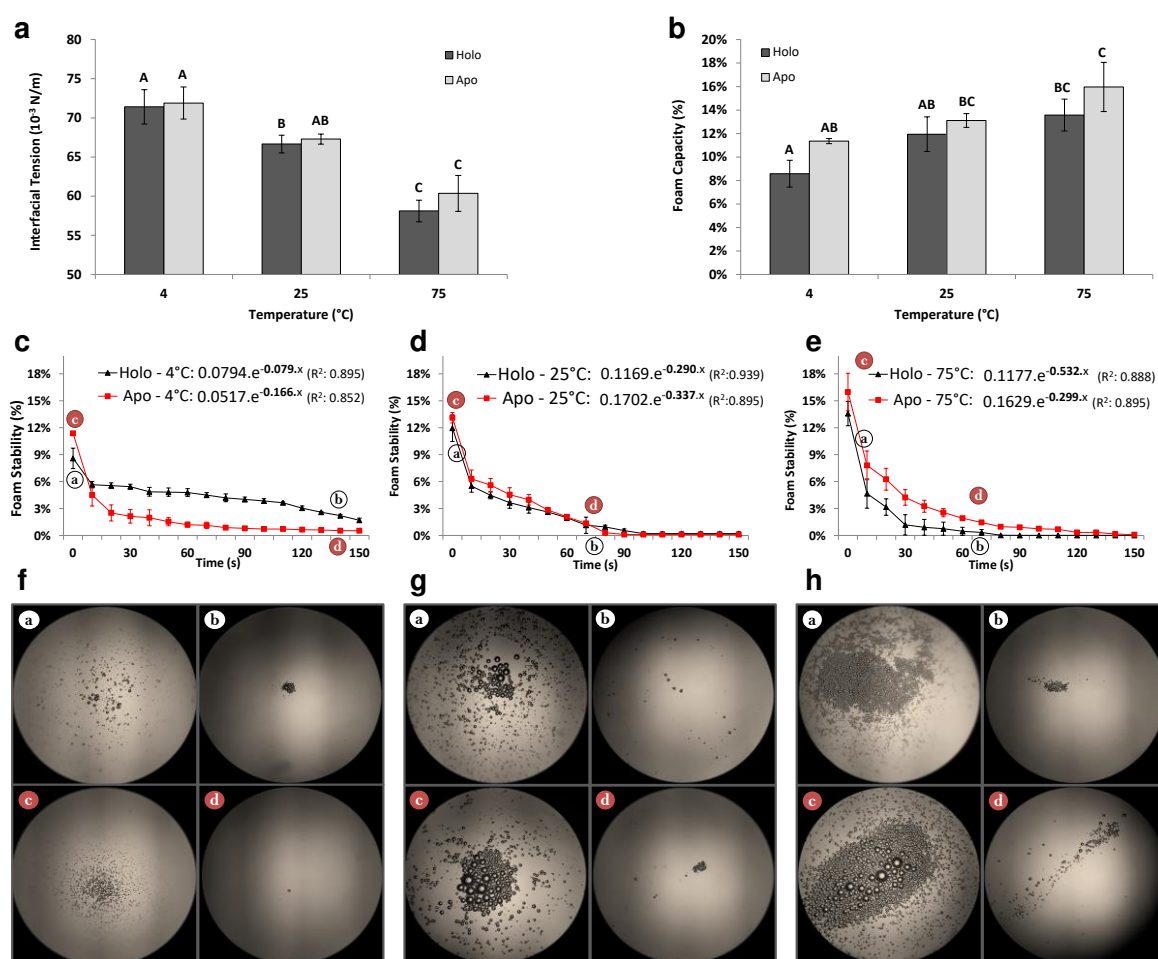 a
80
75
70
65
60
55
50
Interfacial Tension (10⁻³ N/m)
Holo
Apo
A
A
B
AB
C
C
4
25
75
Temperature (°C)
b
20%
18%
16%
14%
12%
10%
8%
6%
4%
2%
0%
Foam Capacity (%)
Holo
Apo
A
AB
AB
BC
BC
C
4
25
75
Temperature (°C)
c
18%
15%
12%
9%
6%
3%
0%
Foam Stability (%)
Holo - 4°C: 0.0794.e^-0.079.x (R²: 0.895)
Apo - 4°C: 0.0517.e^-0.166.x (R²: 0.852)
c
a
b
d
0 30 60 90 120 150
Time (s)
d
18%
15%
12%
9%
6%
3%
0%
Foam Stability (%)
Holo - 25°C: 0.1169.e^-0.290.x (R²:0.939)
Apo - 25°C: 0.1702.e^-0.337.x (R²:0.895)
c
a
d
b
0 30 60 90 120 150
Time (s)
e
18%
15%
12%
9%
6%
3%
0%
Foam Stability (%)
Holo - 75°C: 0.1177.e^-0.532.x (R²: 0.888)
Apo - 75°C: 0.1629.e^-0.299.x (R²: 0.895)
c
a
d
b
0 30 60 90 120 150
Time (s)
f
a
b
c
d
g
a
b
c
d
h
a
b
c
d